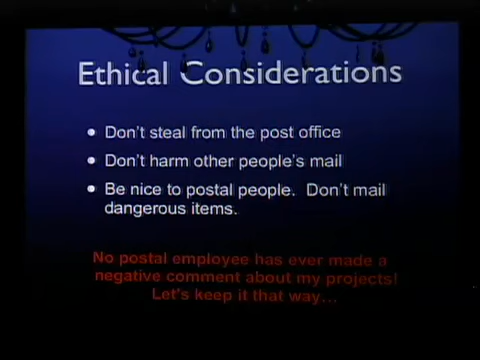 Ethical Considerations
• Don't steal from the post office
• Don't harm other people's mail
• Be nice to postal people. Don't mail
dangerous items.
No postal employee has ever made a
negative comment about my projects!
Let's keep it that way...